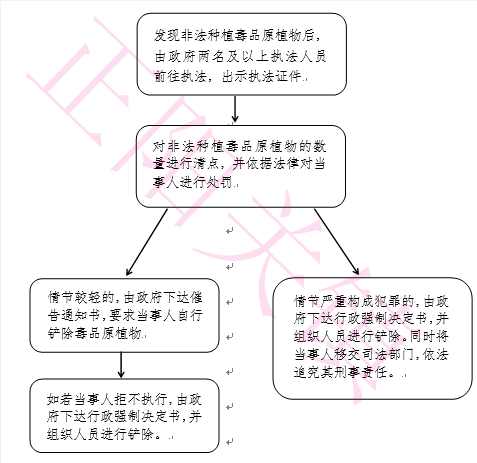 发现非法种植毒品原植物后，
由政府两名及以上执法人员
前往执法，出示执法证件.
对非法种植毒品原植物的数
量进行清点，并依据法律对当
事人进行处罚.
情节较轻的，由政府下达催
告通知书，要求当事人自行
铲除毒品原植物.
情节严重构成犯罪的，由政
府下达行政强制决定书，并
组织人员进行铲除。同时将
当事人移交司法部门，依法
追究其刑事责任。.
如若当事人拒不执行，由政
府下达行政强制决定书，并
组织人员进行铲除。.
正阳关镇